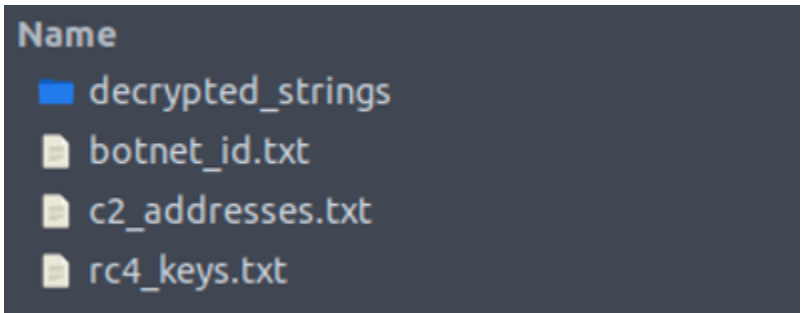 Name
decrypted_strings
botnet_id.txt
c2_addresses.txt
rc4_keys.txt